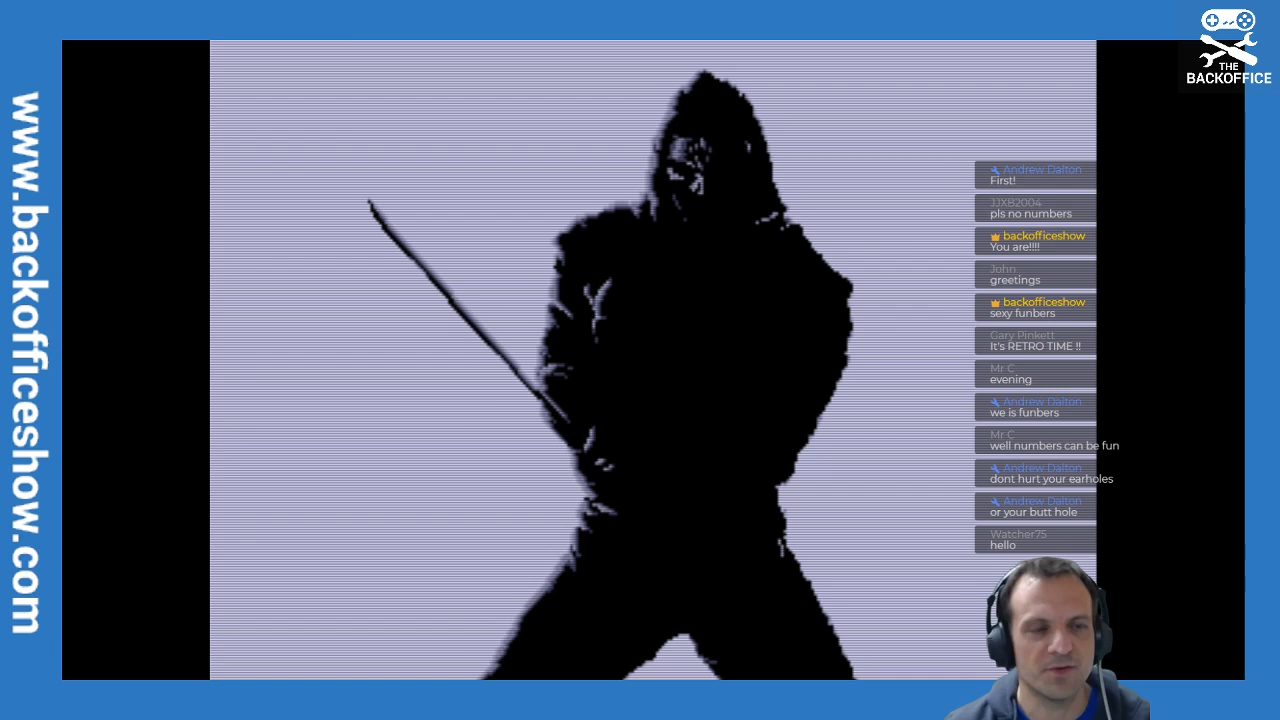 www.backofficeshow.com
THE
BACKOFFICE
Andrew Dalton
First!
JJXB2004
pls no numbers
backofficeshow
You are!!!!
John
greetings
backofficeshow
sexy funbers
Gary Pinkett
It's RETRO TIME !!
Mr C
evening
Andrew Dalton
we is funbers
Mr C
well numbers can be fun
Andrew Dalton
dont hurt your earholes
Andrew Dalton
or your butt hole
Watcher75
hello